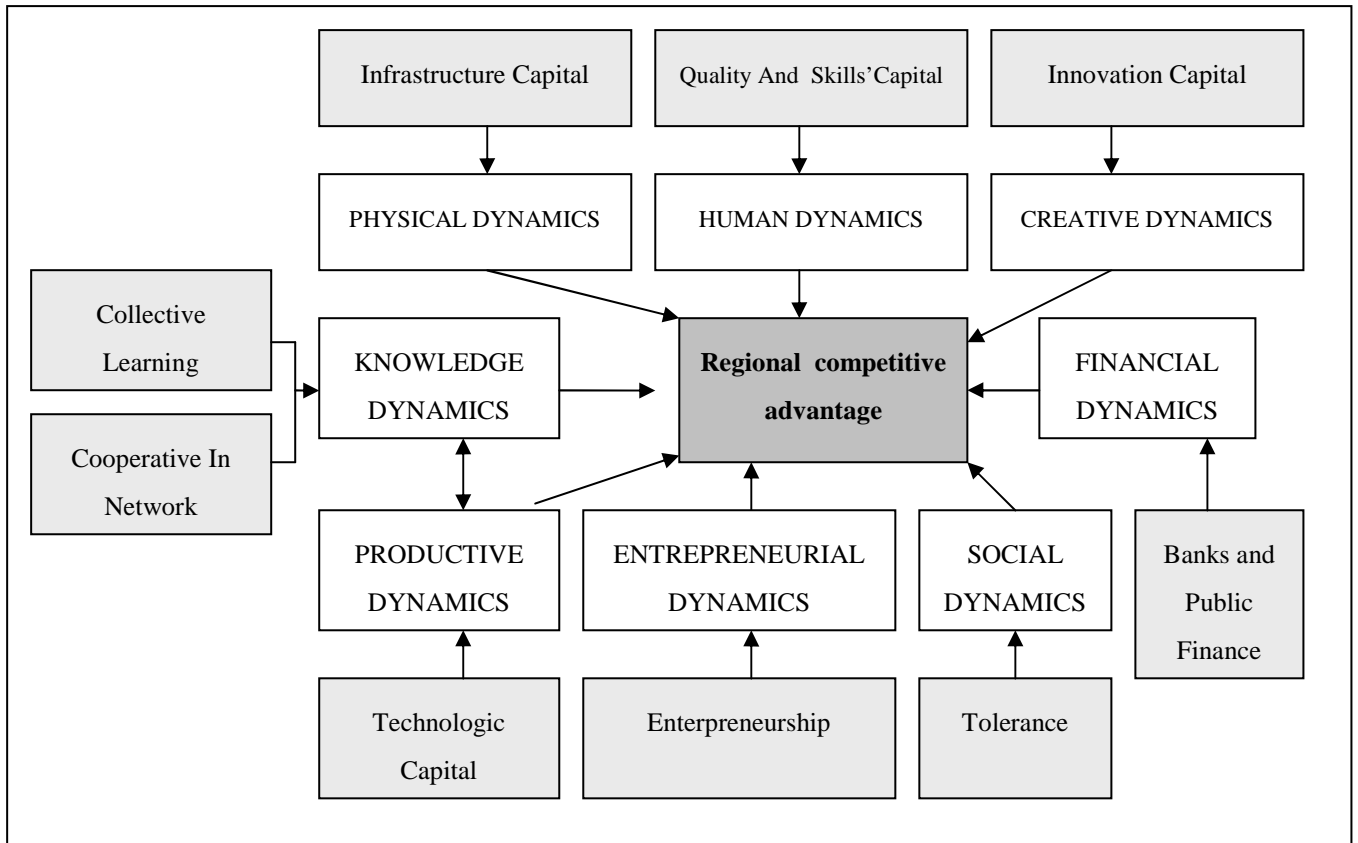 Infrastructure Capital
Quality And Skills’Capital
Innovation Capital
PHYSICAL DYNAMICS
HUMAN DYNAMICS
CREATIVE DYNAMICS
Collective
Learning
KNOWLEDGE
DYNAMICS
Regional competitive
advantage
FINANCIAL
DYNAMICS
Cooperative In
Network
PRODUCTIVE
DYNAMICS
ENTREPRENEURIAL
DYNAMICS
SOCIAL
DYNAMICS
Banks and
Public
Finance
Technologic
Capital
Enterpreneurship
Tolerance